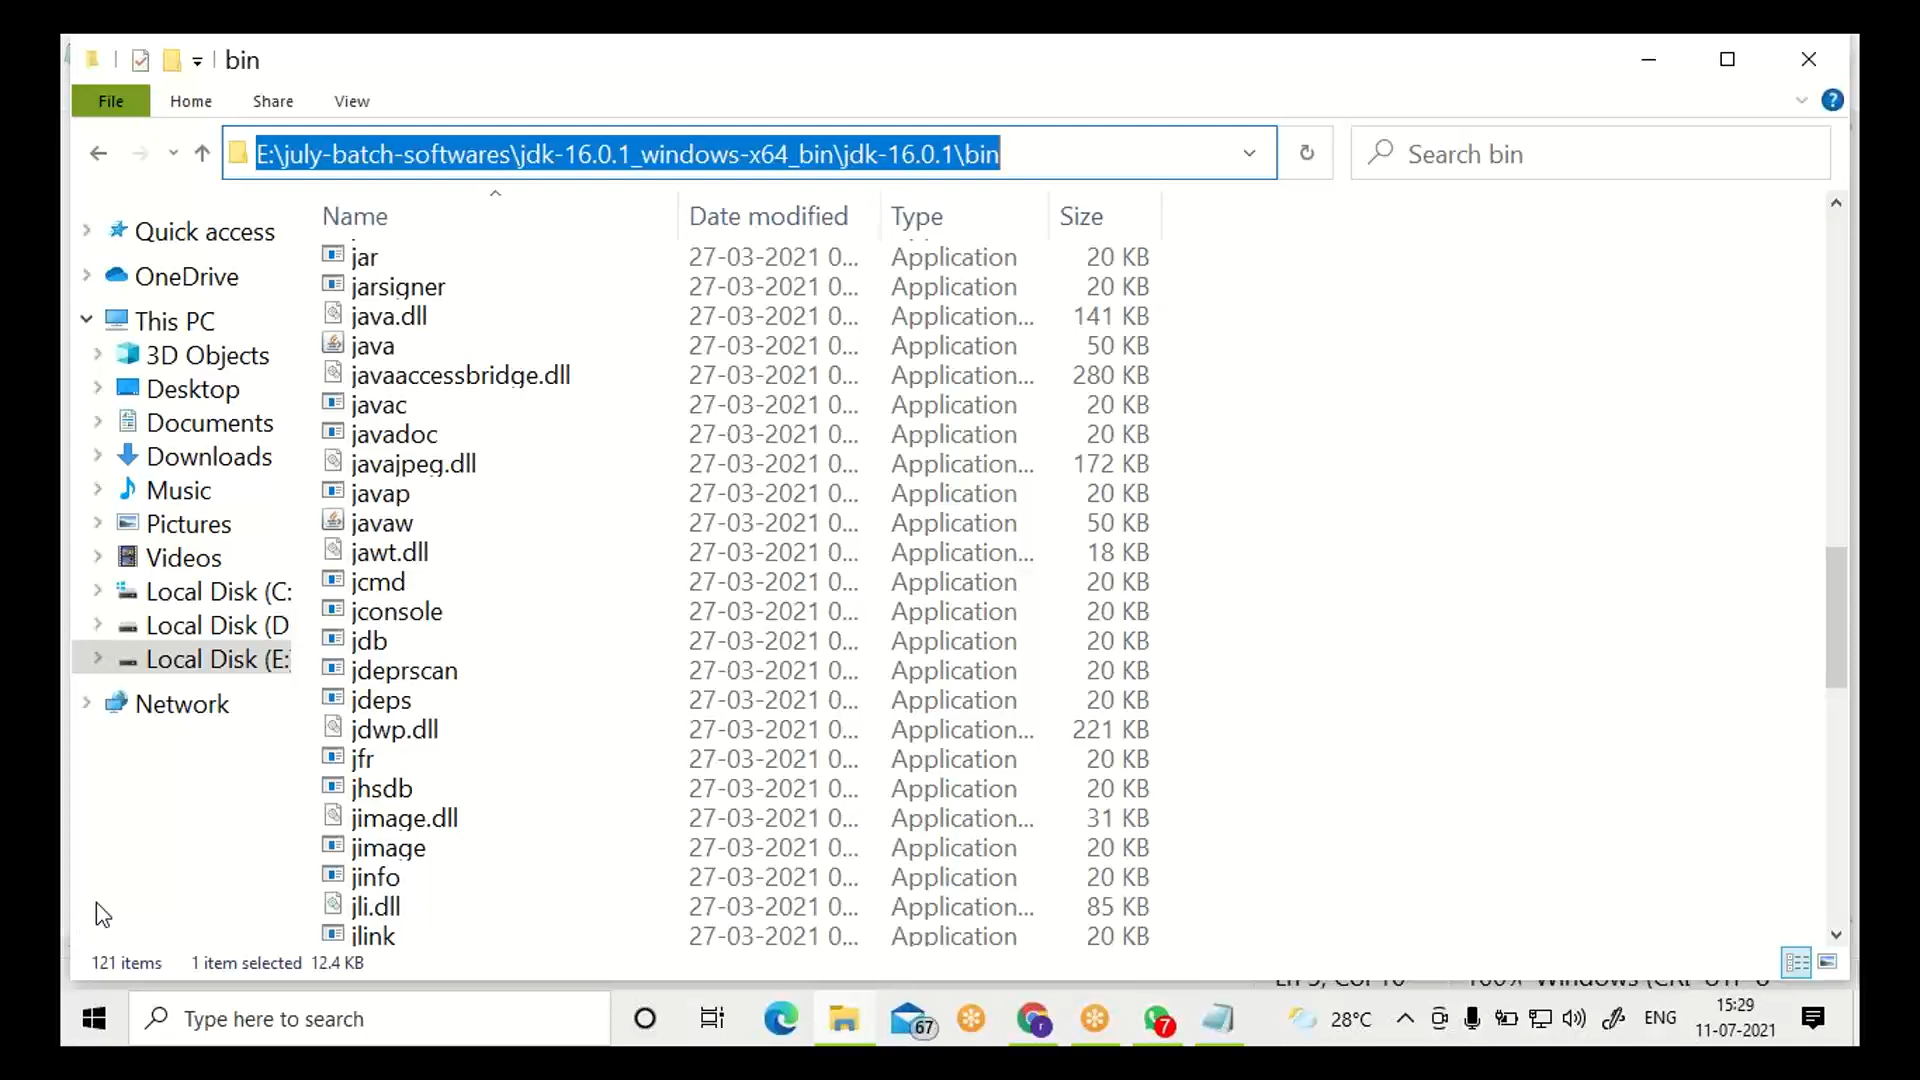 bin
File Home Share View
E:\july-batch-softwares\jdk-16.0.1_windows-x64_bin\jdk-16.0.1\bin Search bin
Name Date modified Type Size
Quick access
OneDrive
This PC
3D Objects
Desktop
Documents
Downloads
Music
Pictures
Videos
Local Disk (C:
Local Disk (D
Local Disk (E:
Network
jar 27-03-2021 0... Application 20 KB
jarsigner 27-03-2021 0... Application 20 KB
java.dll 27-03-2021 0... Application... 141 KB
java 27-03-2021 0... Application 50 KB
javaaccessbridge.dll 27-03-2021 0... Application... 280 KB
javac 27-03-2021 0... Application 20 KB
javadoc 27-03-2021 0... Application 20 KB
javajpeg.dll 27-03-2021 0... Application... 172 KB
javap 27-03-2021 0... Application 20 KB
javaw 27-03-2021 0... Application 50 KB
jawt.dll 27-03-2021 0... Application... 18 KB
jcmd 27-03-2021 0... Application 20 KB
jconsole 27-03-2021 0... Application 20 KB
jdb 27-03-2021 0... Application 20 KB
jdeprscan 27-03-2021 0... Application 20 KB
jdeps 27-03-2021 0... Application 20 KB
jdwp.dll 27-03-2021 0... Application... 221 KB
jfr 27-03-2021 0... Application 20 KB
jhsdb 27-03-2021 0... Application 20 KB
jimage.dll 27-03-2021 0... Application... 31 KB
jimage 27-03-2021 0... Application 20 KB
jinfo 27-03-2021 0... Application 20 KB
jli.dll 27-03-2021 0... Application... 85 KB
jlink 27-03-2021 0... Application 20 KB
121 items 1 item selected 12.4 KB
Type here to search 67 r 7 28°C ENG 15:29
11-07-2021